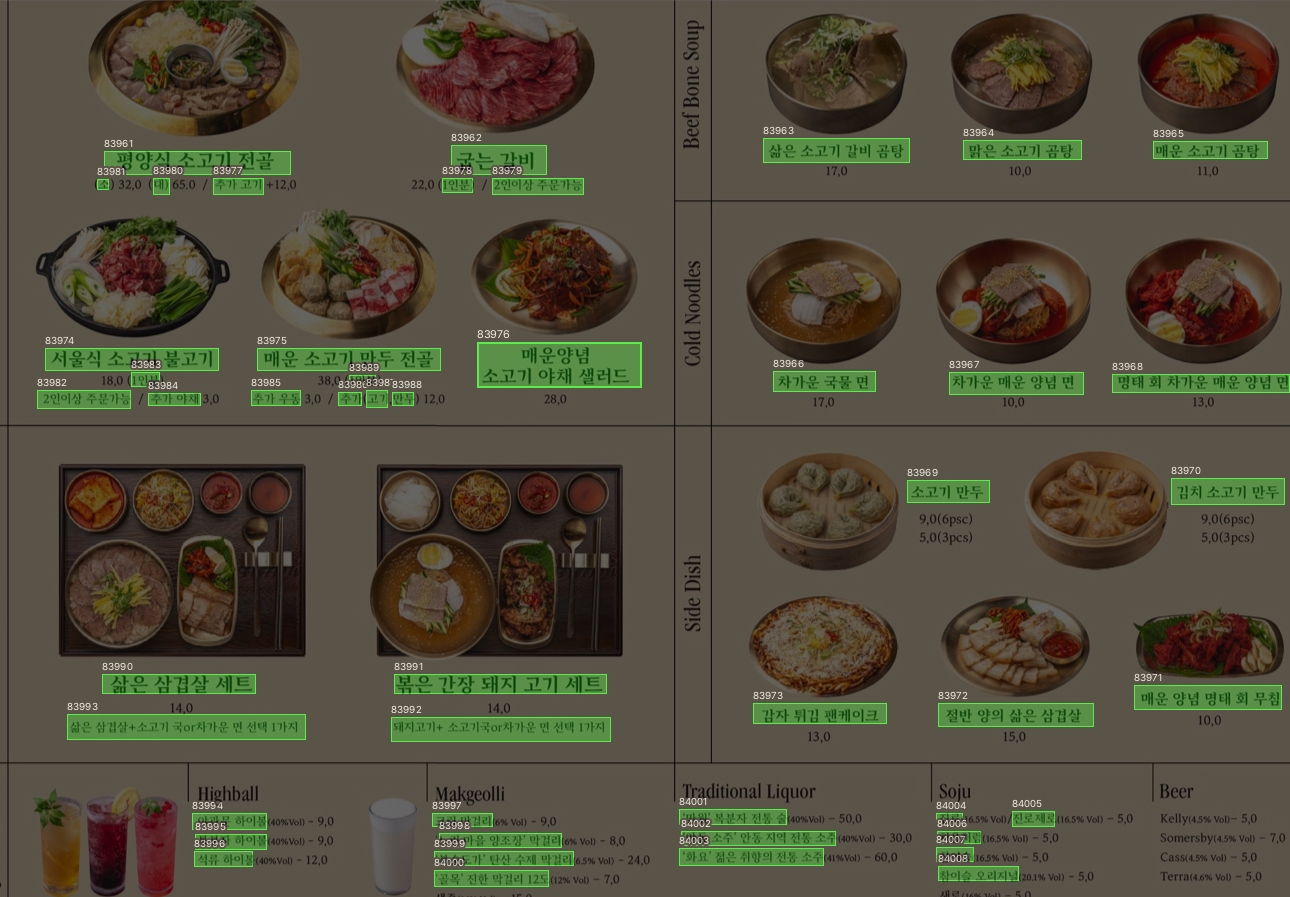 평양식 소고기 전골
(소) 32,0 (대) 65,0 / 추가 고기 +12,0
굽는 갈비
22,0 (1인분) / 2인이상 주문가능
서울식 소고기 불고기
18,0 (1인분)
2인이상 주문가능 / 추가 야채 3,0
매운 소고기 만두 전골
38,0
추가 우동 3,0 / 추가(고기,만두) 12,0
매운양념
소고기 야채 샐러드
28,0
Beef Bone Soup
삶은 소고기 갈비 곰탕
17,0
맑은 소고기 곰탕
10,0
매운 소고기 곰탕
11,0
Cold Noodles
차가운 국물 면
17,0
차가운 매운 양념 면
10,0
명태 회 차가운 매운 양념 면
13,0
삶은 삼겹살 세트
14,0
삶은 삼겹살+소고기 국or차가운 면 선택 1가지
볶은 간장 돼지 고기 세트
14,0
돼지고기+ 소고기국or차가운 면 선택 1가지
Side Dish
소고기 만두
9,0(6psc)
5,0(3pcs)
김치 소고기 만두
9,0(6psc)
5,0(3pcs)
감자 튀김 팬케이크
13,0
절반 양의 삶은 삼겹살
15,0
매운 양념 명태 회 무침
10,0
Highball
하이볼(40%Vol) - 9,0
하이볼(40%Vol) - 9,0
석류 하이볼(40%Vol) - 12,0
Makgeolli
막걸리(6% Vol) - 9,0
양조장' 막걸리(6% Vol) - 8,0
탄산 수제 막걸리(6.5% Vol) - 24,0
'골목' 진한 막걸리 12도(12% Vol) - 7,0
Traditional Liquor
복분자 전통 술(40%Vol) - 50,0
소주' 안동 지역 전통 소주(40%Vol) - 30,0
'화요' 젊은 취향의 전통 소주(41%Vol) - 60,0
Soju
(16.5% Vol)/진로제로(16.5% Vol) - 5,0
(16.5% Vol) - 5,0
16.5% Vol) - 5,0
참이슬 오리지널(20.1% Vol) - 5,0
새로(16% Vol) - 5,0
Beer
Kelly(4.5% Vol) - 5,0
Somersby(4.5% Vol) - 7,0
Cass(4.5% Vol) - 5,0
Terra(4.6% Vol) - 5,0
83961
83962
83963
83964
83965
83966
83967
83968
83969
83970
83971
83972
83973
83974
83975
83976
83977
83978
83979
83980
83981
83982
83983
83984
83985
83988
83989
83990
83991
83992
83993
83994
83995
83996
83997
83998
83999
84000
84001
84002
84003
84004
84005
84006
84007
84008